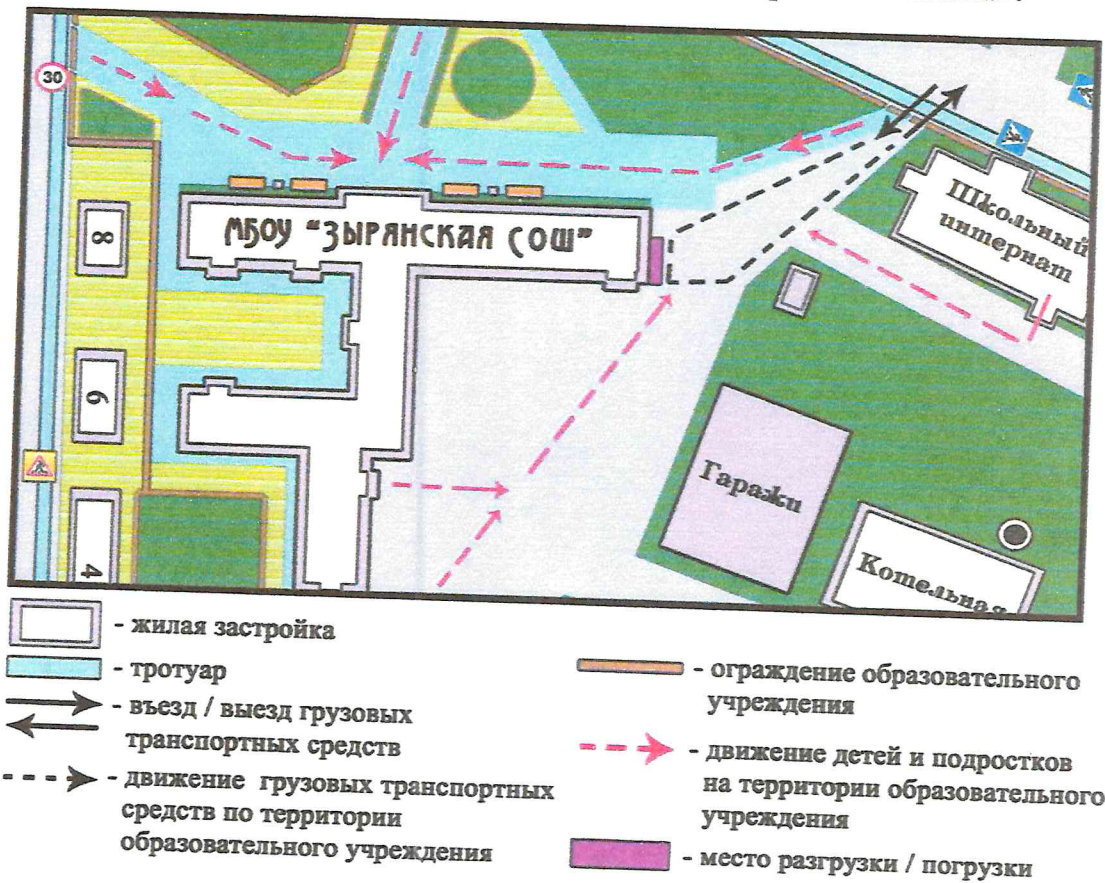 30
МБОУ "ЗЫРЯНСКАЯ СОШ"
Школьный
интернат
8
6
4
Гаражи
Котельная
- жилая застройка
- тротуар
- въезд / выезд грузовых
транспортных средств
- движение грузовых транспортных
средств по территории
образовательного учреждения
- ограждение образовательного
учреждения
- движение детей и подростков
на территории образовательного
учреждения
- место разгрузки / погрузки